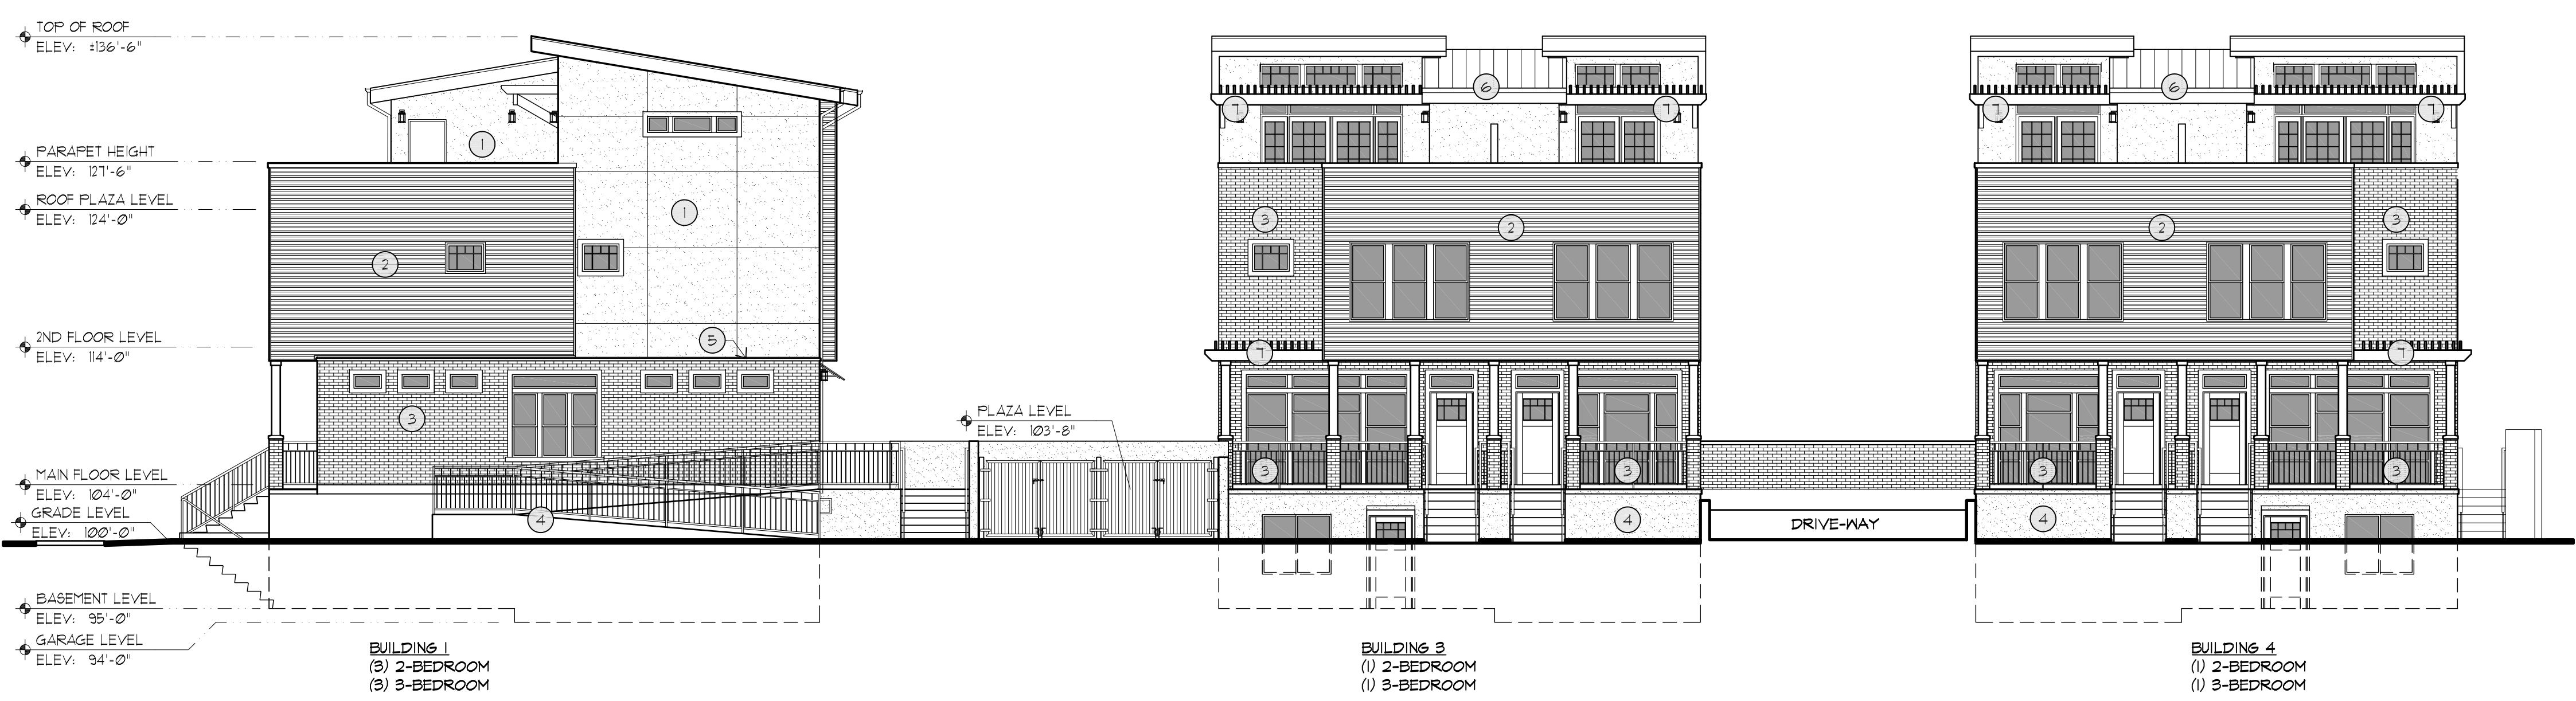 TOP OF ROOF
ELEV: ±136'-6"
PARAPET HEIGHT
ELEV: 127'-6"
ROOF PLAZA LEVEL
ELEV: 124'-0"
2ND FLOOR LEVEL
ELEV: 114'-0"
MAIN FLOOR LEVEL
ELEV: 104'-0"
GRADE LEVEL
ELEV: 100'-0"
BASEMENT LEVEL
ELEV: 95'-0"
GARAGE LEVEL
ELEV: 94'-0"
1
1
2
5
3
4
BUILDING 1
(3) 2-BEDROOM
(3) 3-BEDROOM
PLAZA LEVEL
ELEV: 103'-8"
6
7
7
3
2
7
3
3
4
BUILDING 3
(1) 2-BEDROOM
(1) 3-BEDROOM
DRIVE-WAY
6
7
7
2
3
7
3
3
4
BUILDING 4
(1) 2-BEDROOM
(1) 3-BEDROOM